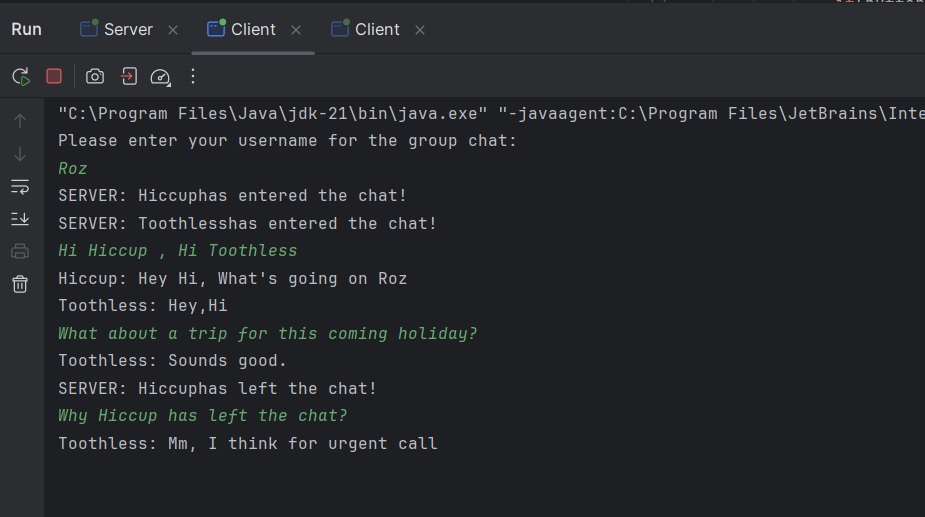 Run Server × Client × Client ×
"C:\Program Files\Java\jdk-21\bin\java.exe" "-javaagent:C:\Program Files\JetBrains\Inte
Please enter your username for the group chat:
Roz
SERVER: Hiccuphas entered the chat!
SERVER: Toothlesshas entered the chat!
Hi Hiccup , Hi Toothless
Hiccup: Hey Hi, What's going on Roz
Toothless: Hey,Hi
What about a trip for this coming holiday?
Toothless: Sounds good.
SERVER: Hiccuphas left the chat!
Why Hiccup has left the chat?
Toothless: Mm, I think for urgent call